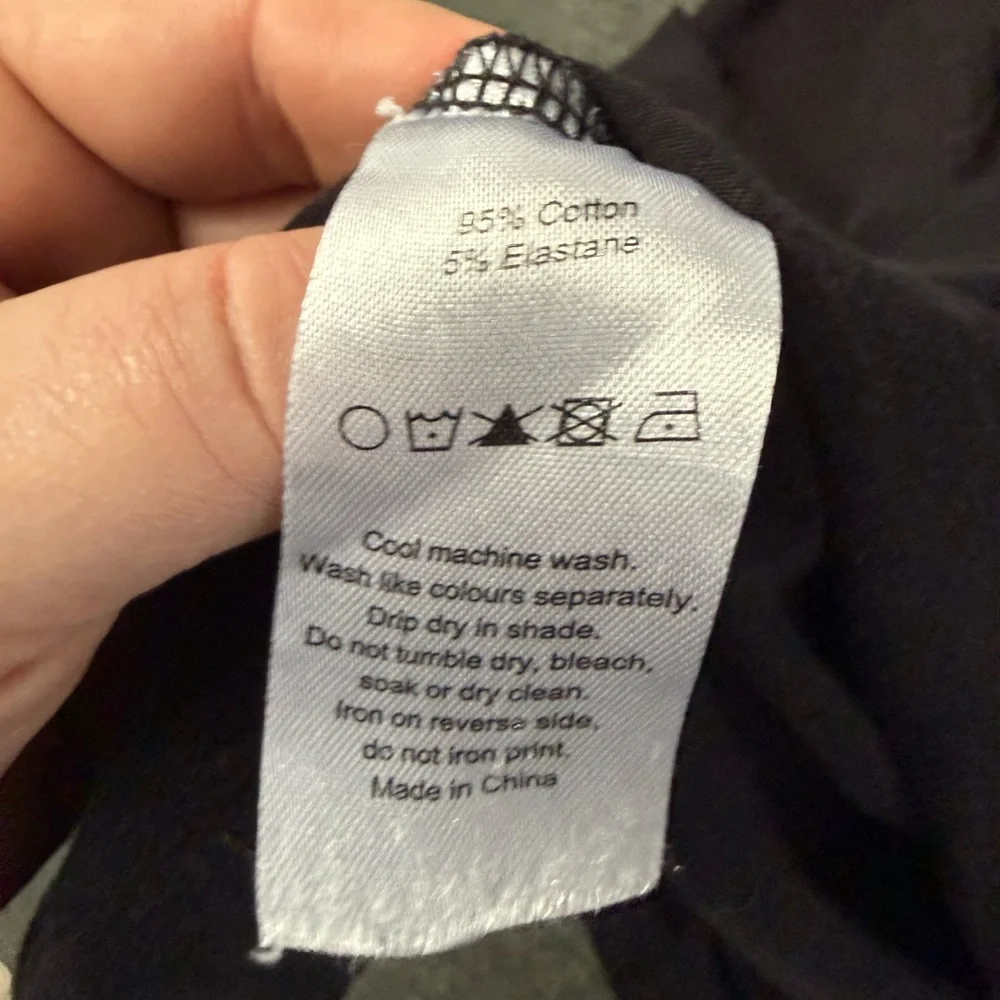 95% Cotton
5% Elastane
Cool machine wash.
Wash like colours separately.
Drip dry in shade.
Do not tumble dry, bleach,
soak or dry clean.
Iron on reverse side,
do not iron print.
Made in China